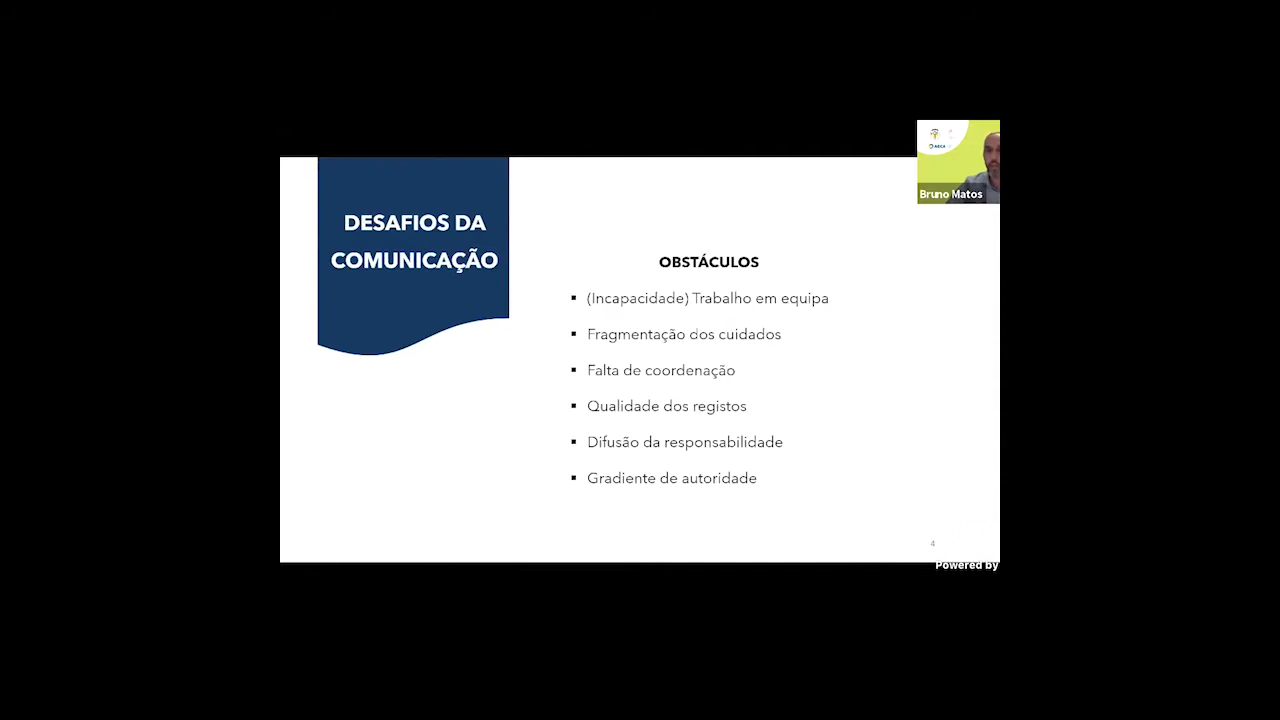 DESAFIOS DA
COMUNICAÇÃO
OBSTÁCULOS
▪ (Incapacidade) Trabalho em equipa
▪ Fragmentação dos cuidados
▪ Falta de coordenação
▪ Qualidade dos registos
▪ Difusão da responsabilidade
▪ Gradiente de autoridade
4
Bruno Matos
Powered by